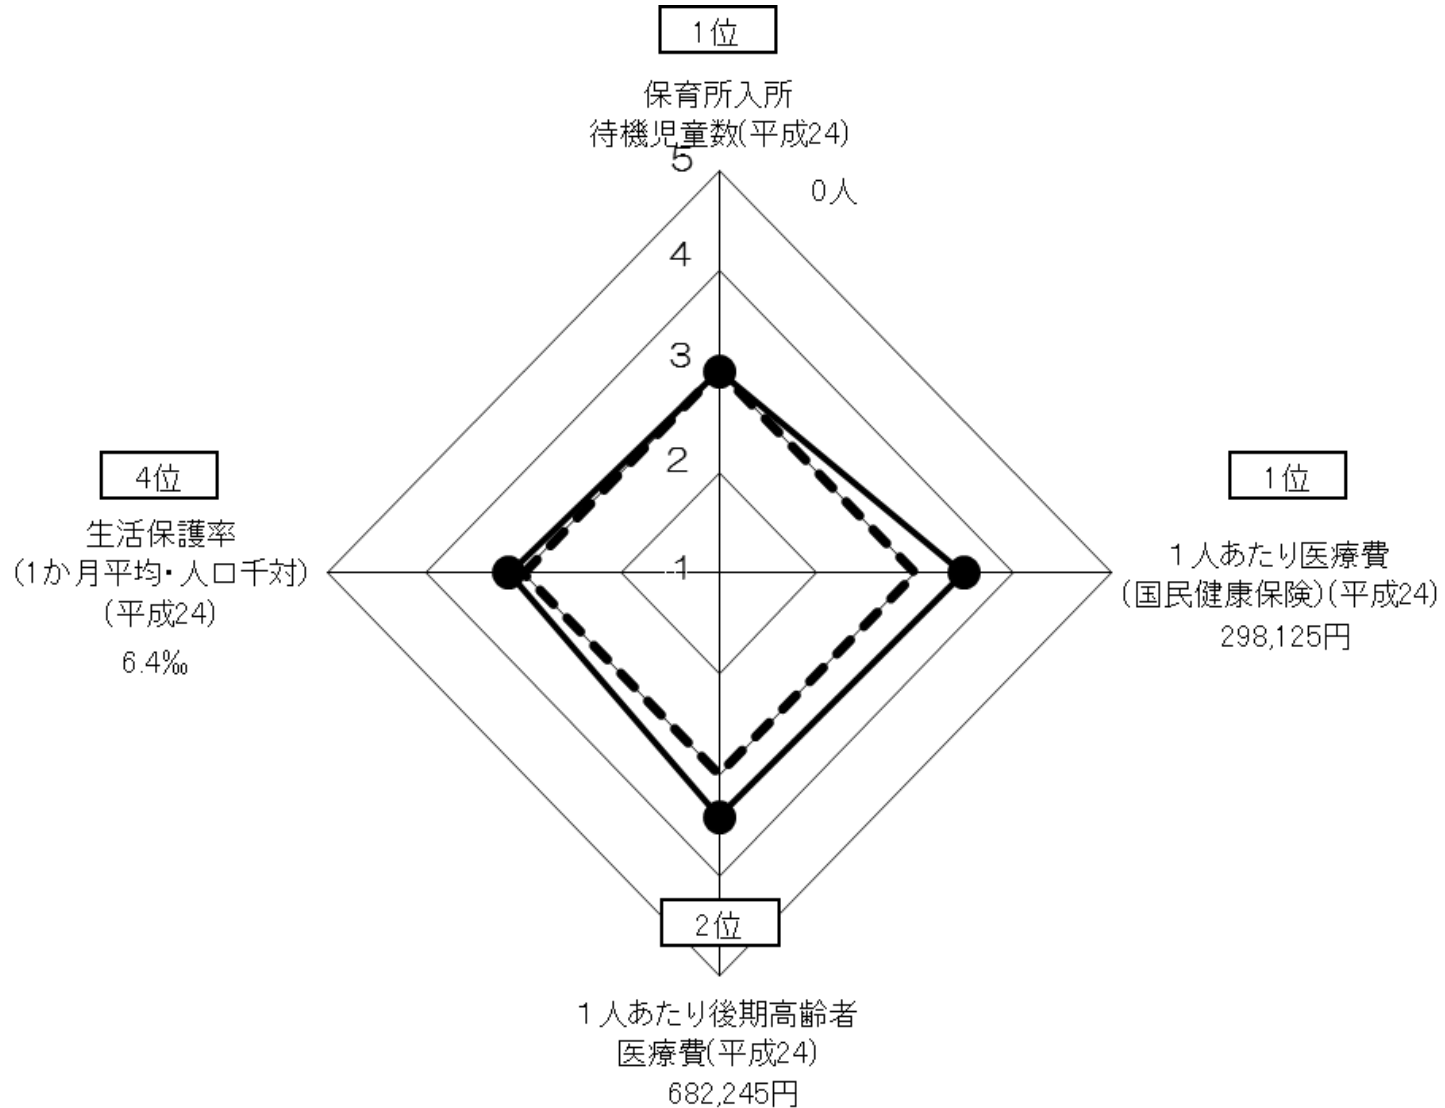 1位
保育所入所
待機児童数(平成24)
5
0人
4
3
2
1
4位
生活保護率
(1か月平均・人口千対)
(平成24)
6.4‰
1位
1人あたり医療費
(国民健康保険)(平成24)
298,125円
2位
1人あたり後期高齢者
医療費(平成24)
682,245円